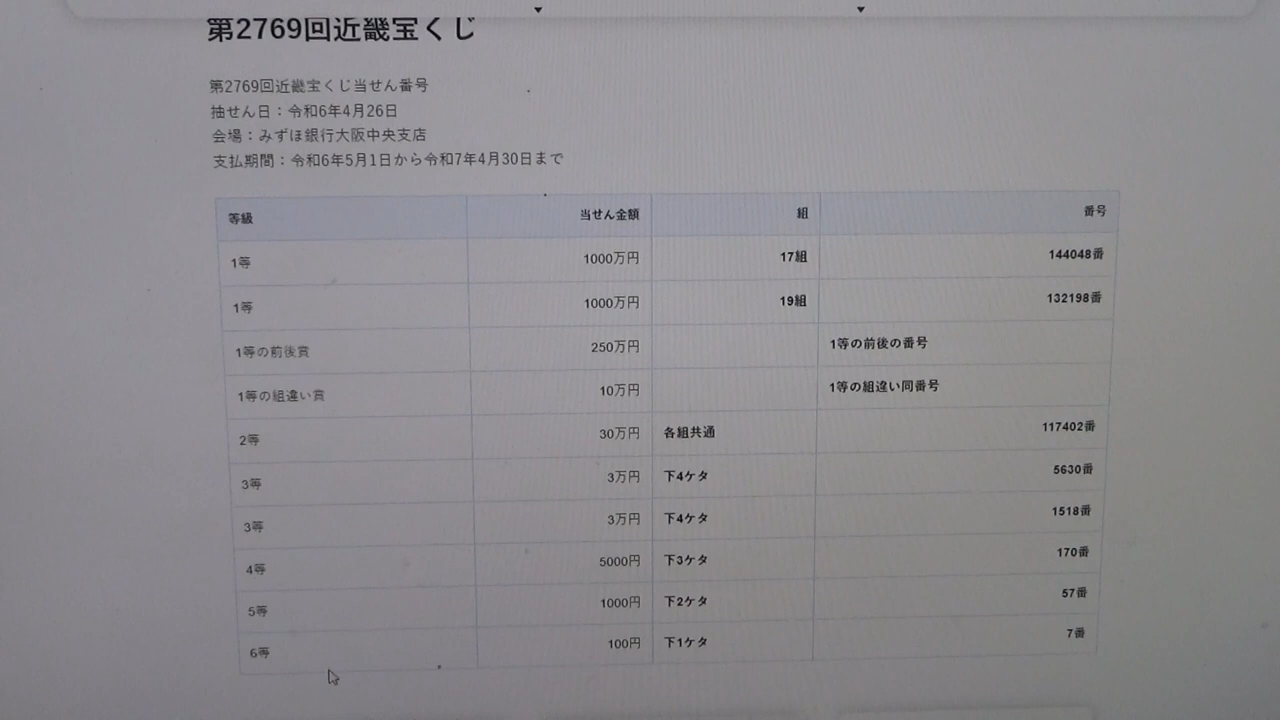 第2769回近畿宝くじ
第2769回近畿宝くじ当せん番号
抽せん日：令和6年4月26日
会場：みずほ銀行大阪中央支店
支払期間：令和6年5月1日から令和7年4月30日まで
等級 当せん金額 組 番号
1等 1000万円 17組 144048番
1等 1000万円 19組 132198番
1等の前後賞 250万円 1等の前後の番号
1等の組違い賞 10万円 1等の組違い同番号
2等 30万円 各組共通 117402番
3等 3万円 下4ケタ 5630番
3等 3万円 下4ケタ 1518番
4等 5000円 下3ケタ 170番
5等 1000円 下2ケタ 57番
6等 100円 下1ケタ 7番